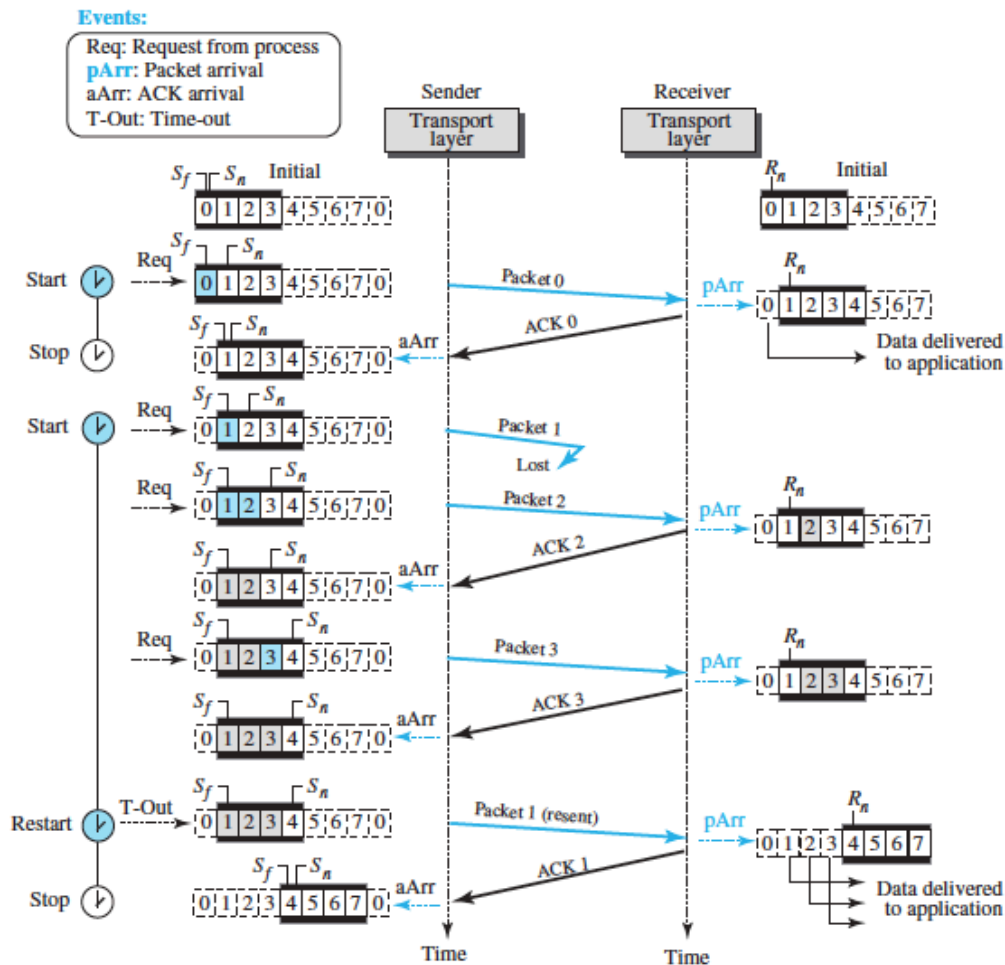 Events:
Req: Request from process
pArr: Packet arrival
aArr: ACK arrival
T-Out: Time-out
Sender
Receiver
Transport layer
Transport layer
Sf Sn Initial
0 1 2 3 4 5 6 7 0
Rn Initial
0 1 2 3 4 5 6 7
Start
Req
Sf Sn
0 1 2 3 4 5 6 7 0
Packet 0
pArr
Rn
0 1 2 3 4 5 6 7
Data delivered
to application
Stop
Sf Sn
0 1 2 3 4 5 6 7 0
aArr
ACK 0
Start
Req
Sf Sn
0 1 2 3 4 5 6 7 0
Packet 1
Lost
Req
Sf Sn
0 1 2 3 4 5 6 7 0
Packet 2
pArr
Rn
0 1 2 3 4 5 6 7
Sf Sn
0 1 2 3 4 5 6 7 0
aArr
ACK 2
Req
Sf Sn
0 1 2 3 4 5 6 7 0
Packet 3
pArr
Rn
0 1 2 3 4 5 6 7
Sf Sn
0 1 2 3 4 5 6 7 0
aArr
ACK 3
Restart
T-Out
Sf Sn
0 1 2 3 4 5 6 7 0
Packet 1 (resent)
pArr
Rn
0 1 2 3 4 5 6 7
Data delivered
to application
Stop
Sf Sn
0 1 2 3 4 5 6 7 0
aArr
ACK 1
Time
Time